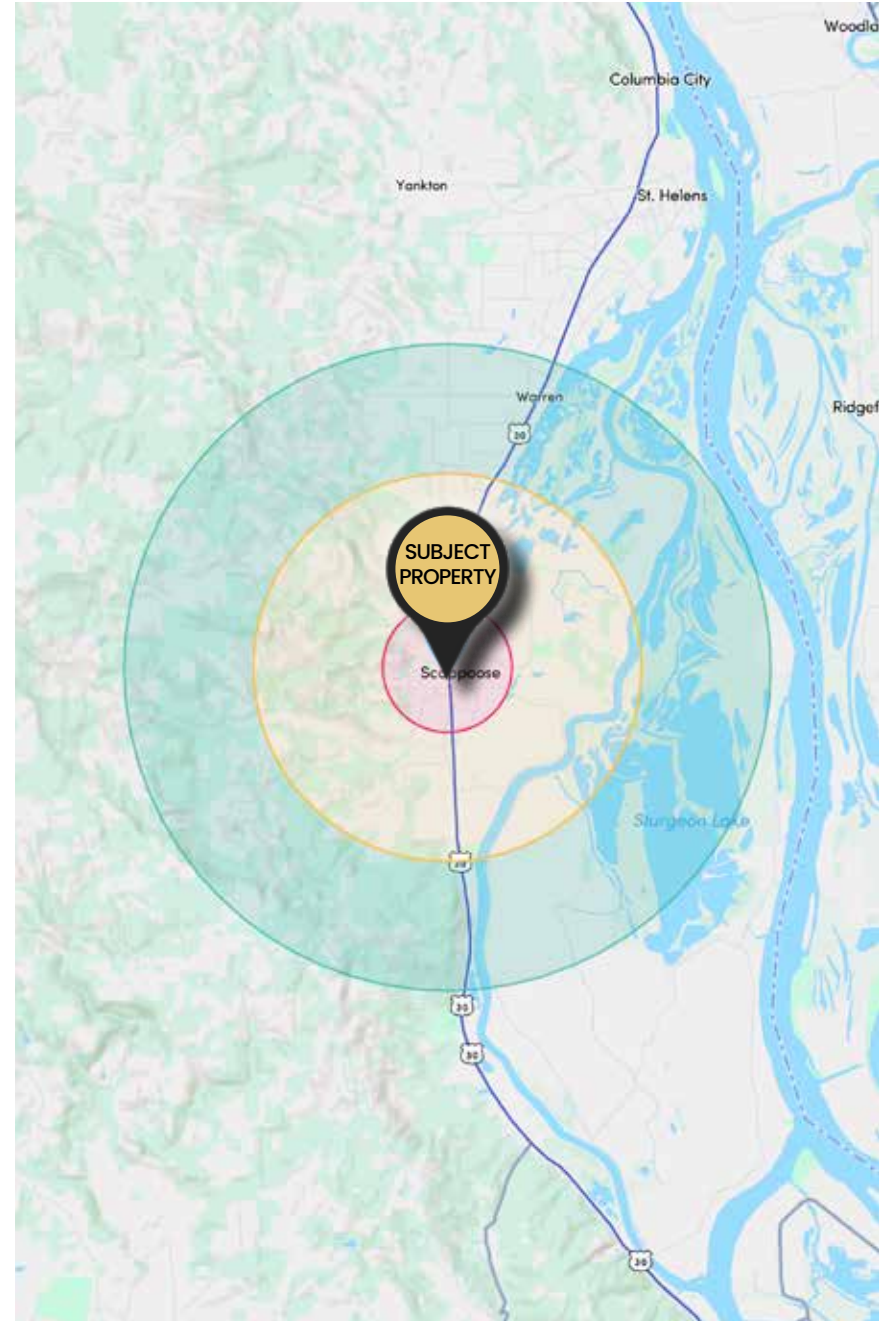 Woodla
Columbia City
Yankton
St. Helens
Warren
Ridgef
30
SUBJECT
PROPERTY
Scappoose
Sturgeon Lake
30
30
30
30